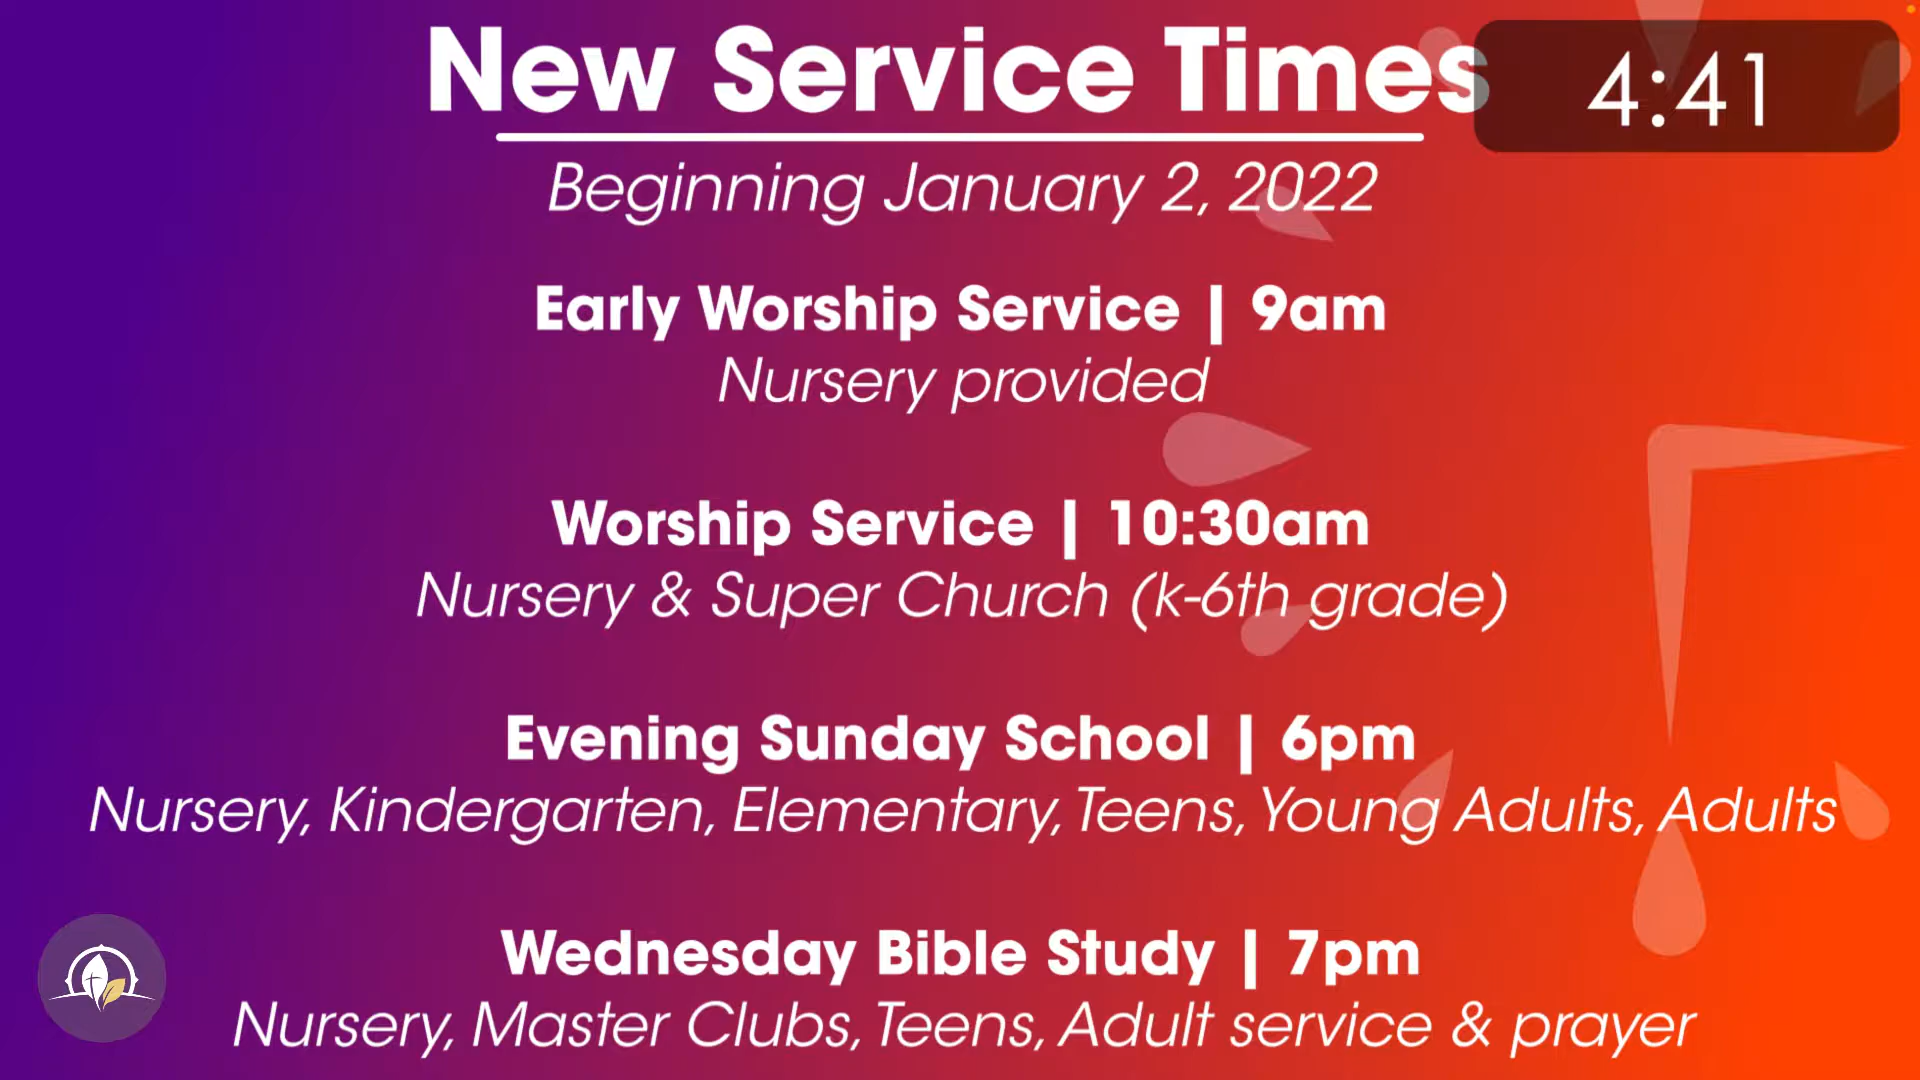 New Service Times
4:41
Beginning January 2, 2022
Early Worship Service | 9am
Nursery provided
Worship Service | 10:30am
Nursery & Super Church (k-6th grade)
Evening Sunday School | 6pm
Nursery, Kindergarten, Elementary, Teens, Young Adults, Adults
Wednesday Bible Study | 7pm
Nursery, Master Clubs, Teens, Adult service & prayer